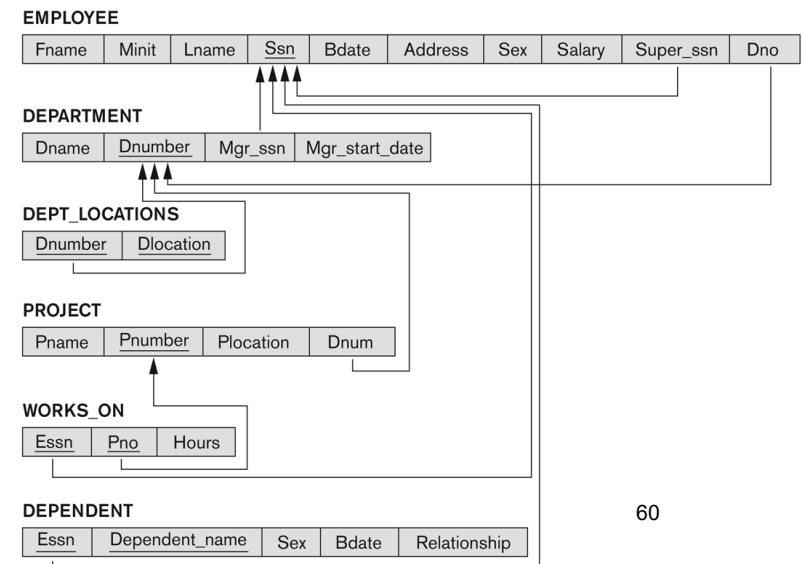 EMPLOYEE
Fname Minit Lname Ssn Bdate Address Sex Salary Super_ssn Dno
DEPARTMENT
Dname Dnumber Mgr_ssn Mgr_start_date
DEPT_LOCATIONS
Dnumber Dlocation
PROJECT
Pname Pnumber Plocation Dnum
WORKS_ON
Essn Pno Hours
DEPENDENT
60
Essn Dependent_name Sex Bdate Relationship